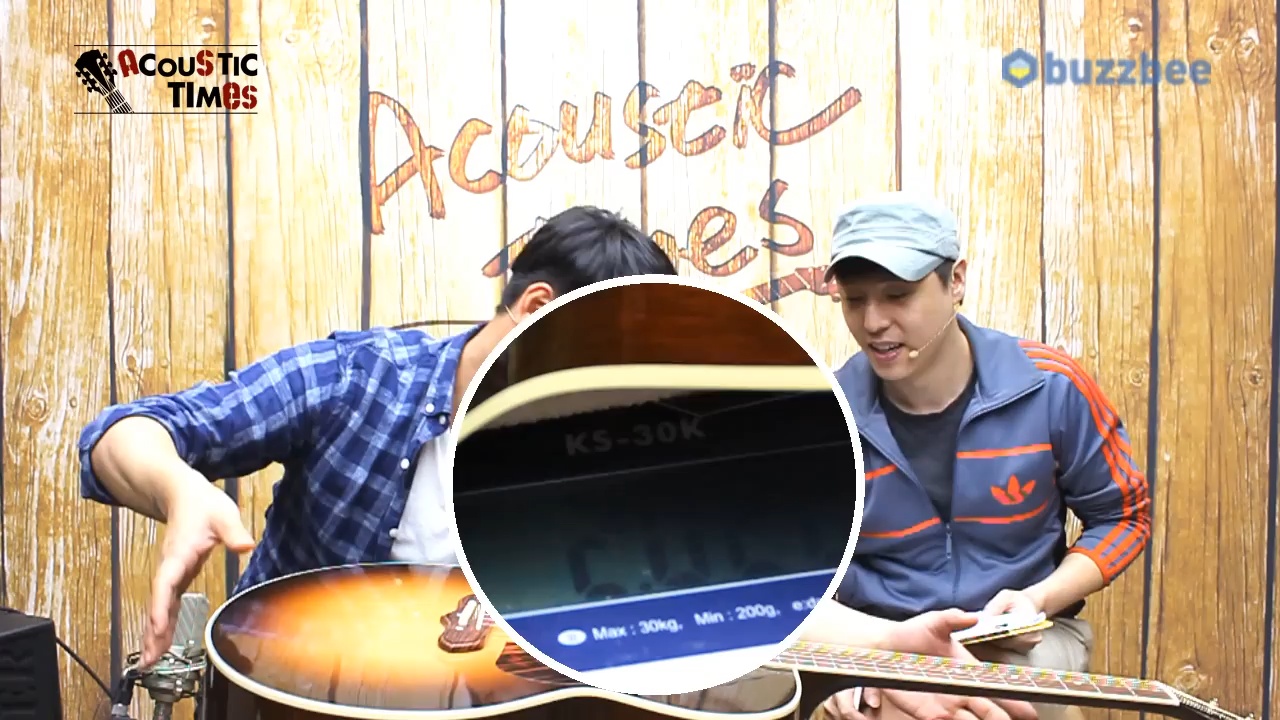 ACOUSTIC
TIMES
buzzbee
Acoustic
KS-30K
Max : 30kg, Min : 200g,